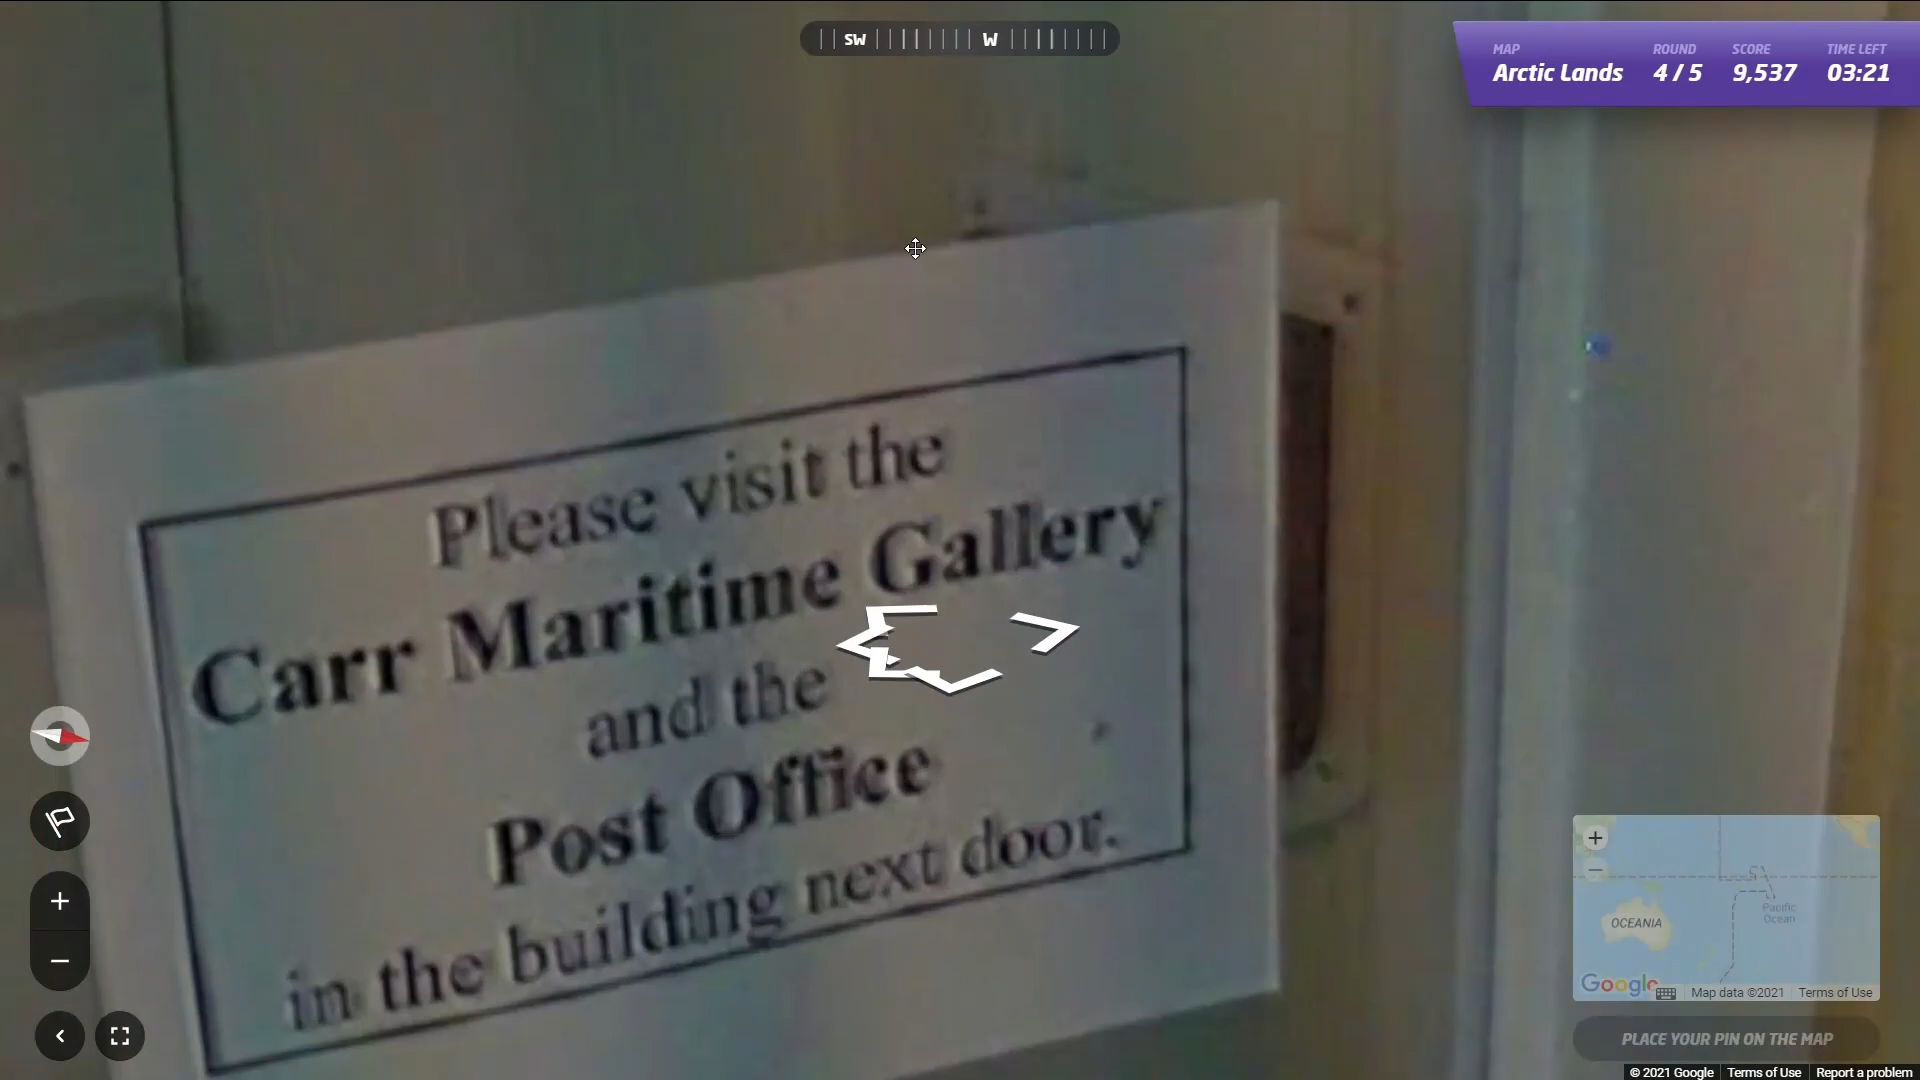 SW W
MAP ROUND SCORE TIME LEFT
Arctic Lands 4 / 5 9,537 03:21
Please visit the
Carr Maritime Gallery
and the
Post Office
in the building next door.
OCEANIA
Pacific
Ocean
Google
Map data ©2021 Terms of Use
PLACE YOUR PIN ON THE MAP
© 2021 Google Terms of Use Report a problem